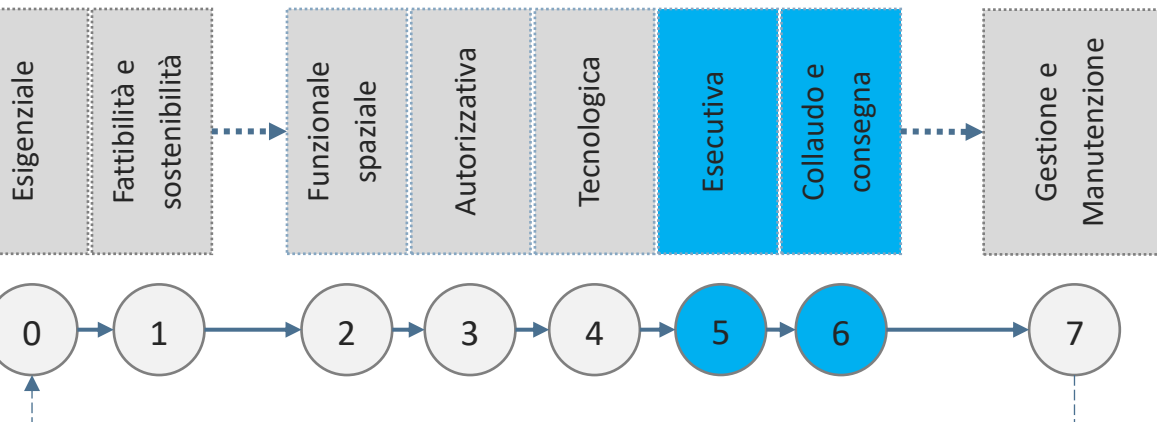 Esigenziale
Fattibilità e
sostenibilità
Funzionale
spaziale
Autorizzativa
Tecnologica
Esecutiva
Collaudo e
consegna
Gestione e
Manutenzione
0
1
2
3
4
5
6
7